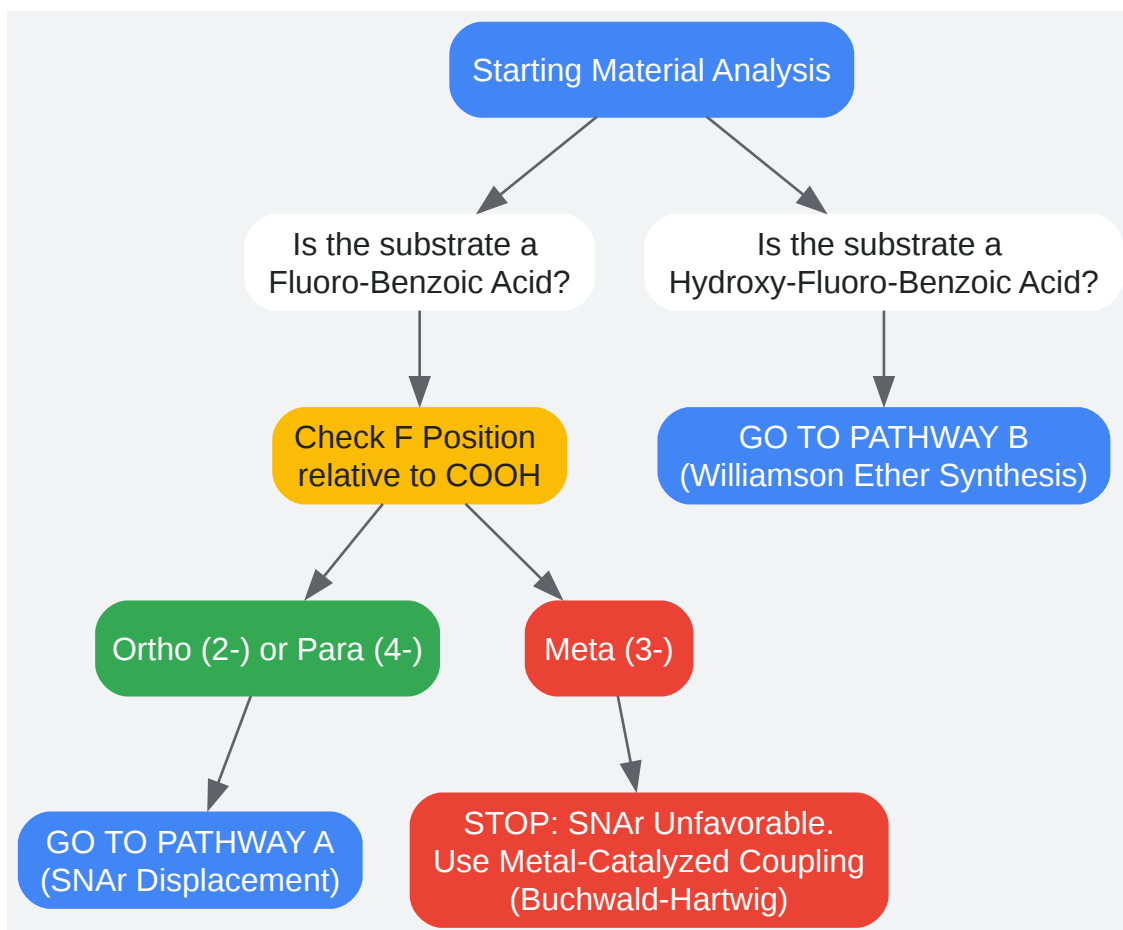 Starting Material Analysis
Is the substrate a
Fluoro-Benzoic Acid?
Is the substrate a
Hydroxy-Fluoro-Benzoic Acid?
Check F Position
relative to COOH
GO TO PATHWAY B
(Williamson Ether Synthesis)
Ortho (2-) or Para (4-)
Meta (3-)
GO TO PATHWAY A
(SNAr Displacement)
STOP: SNAr Unfavorable.
Use Metal-Catalyzed Coupling
(Buchwald-Hartwig)